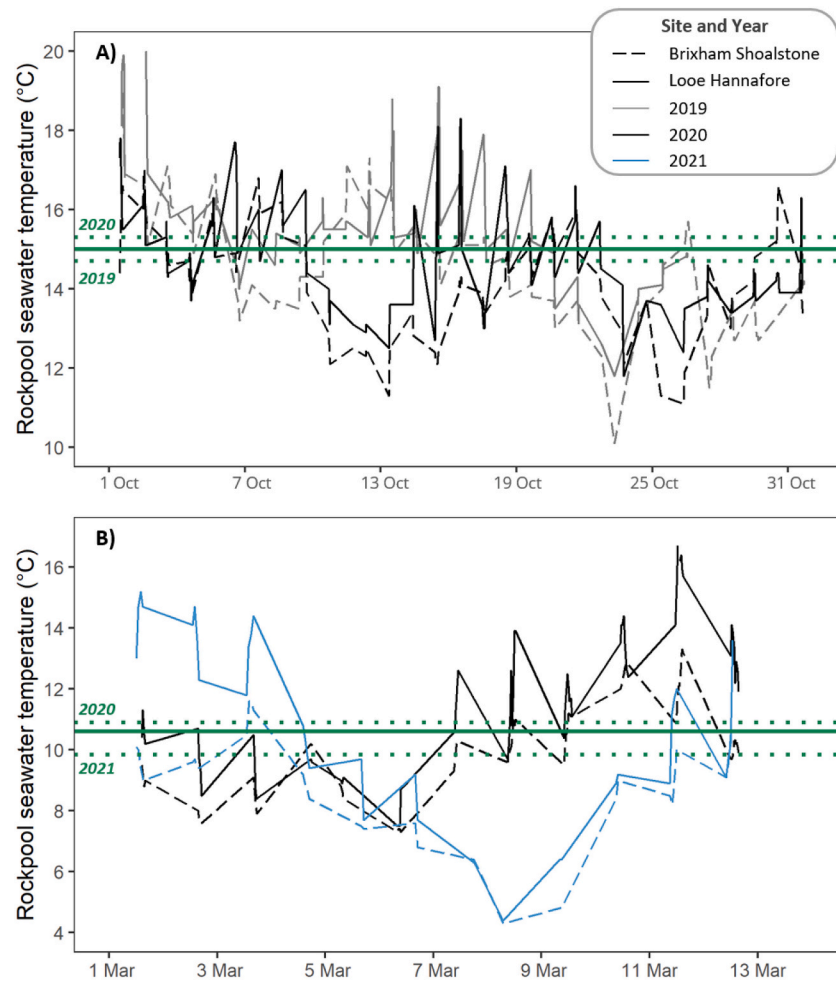 A)
Site and Year
Brixham Shoalstone
Looe Hannafore
2019
2020
2021
Rockpool seawater temperature (°C)
20
18
16
14
12
10
2020
2019
1 Oct 7 Oct 13 Oct 19 Oct 25 Oct 31 Oct
B)
Rockpool seawater temperature (°C)
16
14
12
10
8
6
4
2020
2021
1 Mar 3 Mar 5 Mar 7 Mar 9 Mar 11 Mar 13 Mar